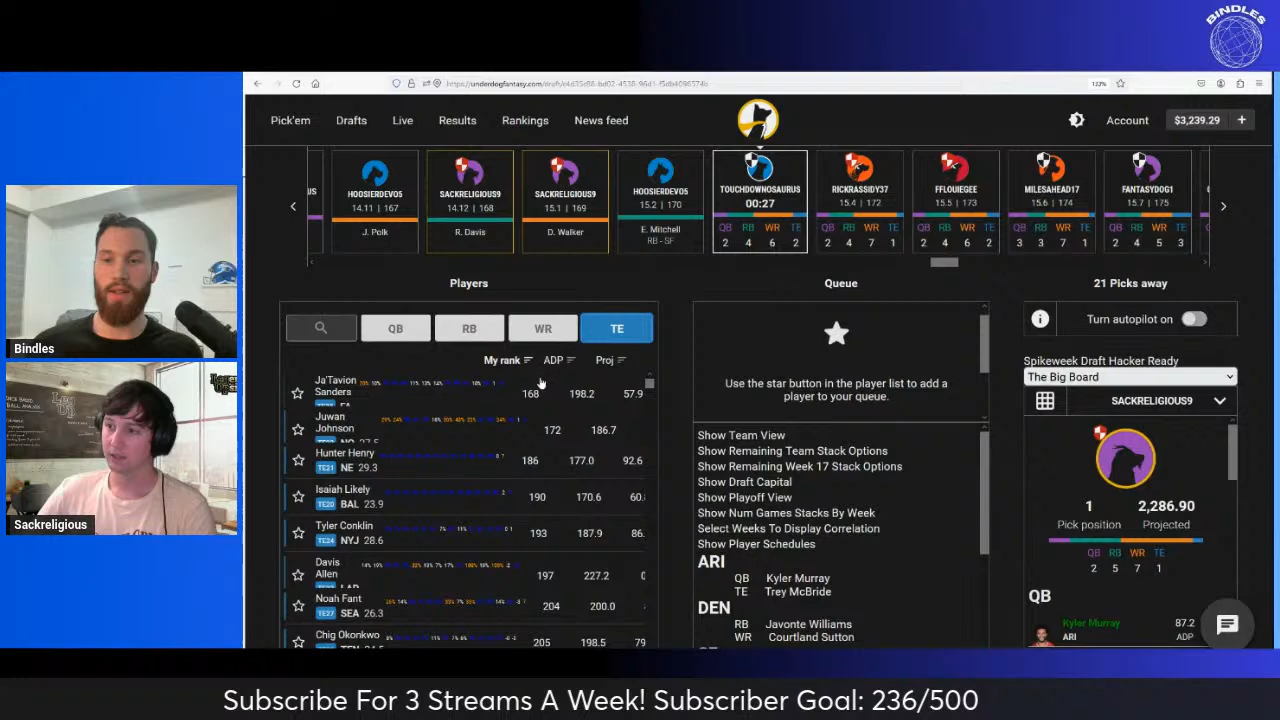 BINDLES
133%
Pick'em Drafts Live Results Rankings News feed
Account $3,239.29 +
HOOSIERDEVO5
14.11 | 167
J. Polk
SACKRELIGIOUS9
14.12 | 168
R. Davis
SACKRELIGIOUS9
15.1 | 169
D. Walker
HOOSIERDEVO5
15.2 | 170
E. Mitchell
RB - SF
TOUCHDOWNOSAURUS
00:27
QB RB WR TE
2 4 6 2
RICKRASSIDY37
15.4 | 172
QB RB WR TE
2 4 7 1
FFLOUIEGEE
15.5 | 173
QB RB WR TE
2 4 6 2
MILESAHEAD17
15.6 | 174
QB RB WR TE
3 3 7 1
FANTASYDOG1
15.7 | 175
QB RB WR TE
2 4 5 3
Players
QB RB WR TE
My rank ADP Proj
Ja'Tavion Sanders
168 198.2 57.9
Juwan Johnson
172 186.7
Hunter Henry
TE21 NE 29.3
186 177.0 92.6
Isaiah Likely
TE20 BAL 23.9
190 170.6 60.
Tyler Conklin
TE24 NYJ 28.6
193 187.9 86.
Davis Allen
197 227.2
Noah Fant
TE27 SEA 26.3
204 200.0
Chig Okonkwo
205 198.5 79
Queue
Use the star button in the player list to add a player to your queue.
Show Team View
Show Remaining Team Stack Options
Show Remaining Week 17 Stack Options
Show Draft Capital
Show Playoff View
Show Num Games Stacks By Week
Select Weeks To Display Correlation
Show Player Schedules
ARI
QB Kyler Murray
TE Trey McBride
DEN
RB Javonte Williams
WR Courtland Sutton
21 Picks away
Turn autopilot on
Spikeweek Draft Hacker Ready
The Big Board
SACKRELIGIOUS9
1 2,286.90
Pick position Projected
QB RB WR TE
2 5 7 1
QB
Kyler Murray 87.2
ARI ADP
Bindles
Sackreligious
Subscribe For 3 Streams A Week! Subscriber Goal: 236/500